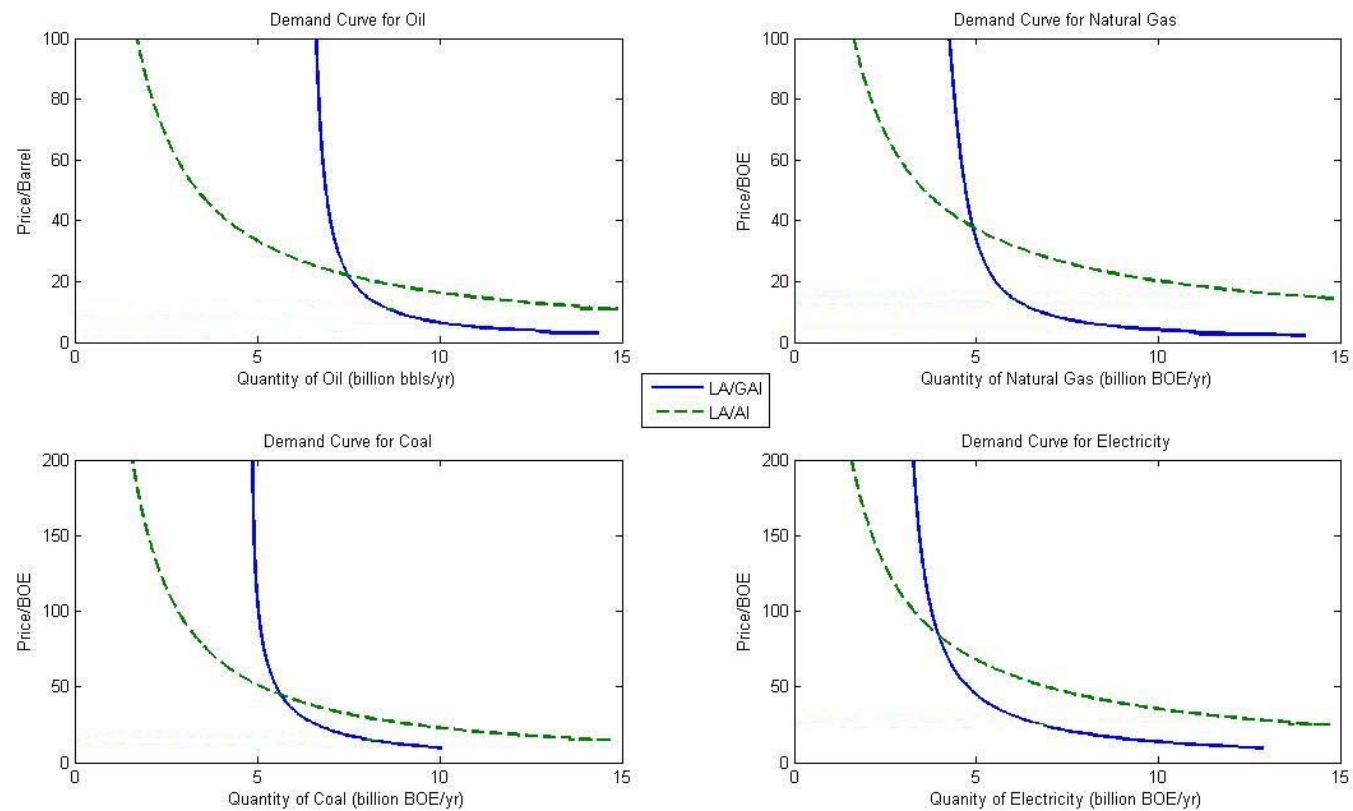 Demand Curve for Oil
100
80
60
40
20
0
Price/Barrel
0 5 10 15
Quantity of Oil (billion bbls/yr)
Demand Curve for Natural Gas
100
80
60
40
20
0
Price/BOE
0 5 10 15
Quantity of Natural Gas (billion BOE/yr)
LA/GAI
LA/AI
Demand Curve for Coal
200
150
100
50
0
Price/BOE
0 5 10 15
Quantity of Coal (billion BOE/yr)
Demand Curve for Electricity
200
150
100
50
0
Price/BOE
0 5 10 15
Quantity of Electricity (billion BOE/yr)